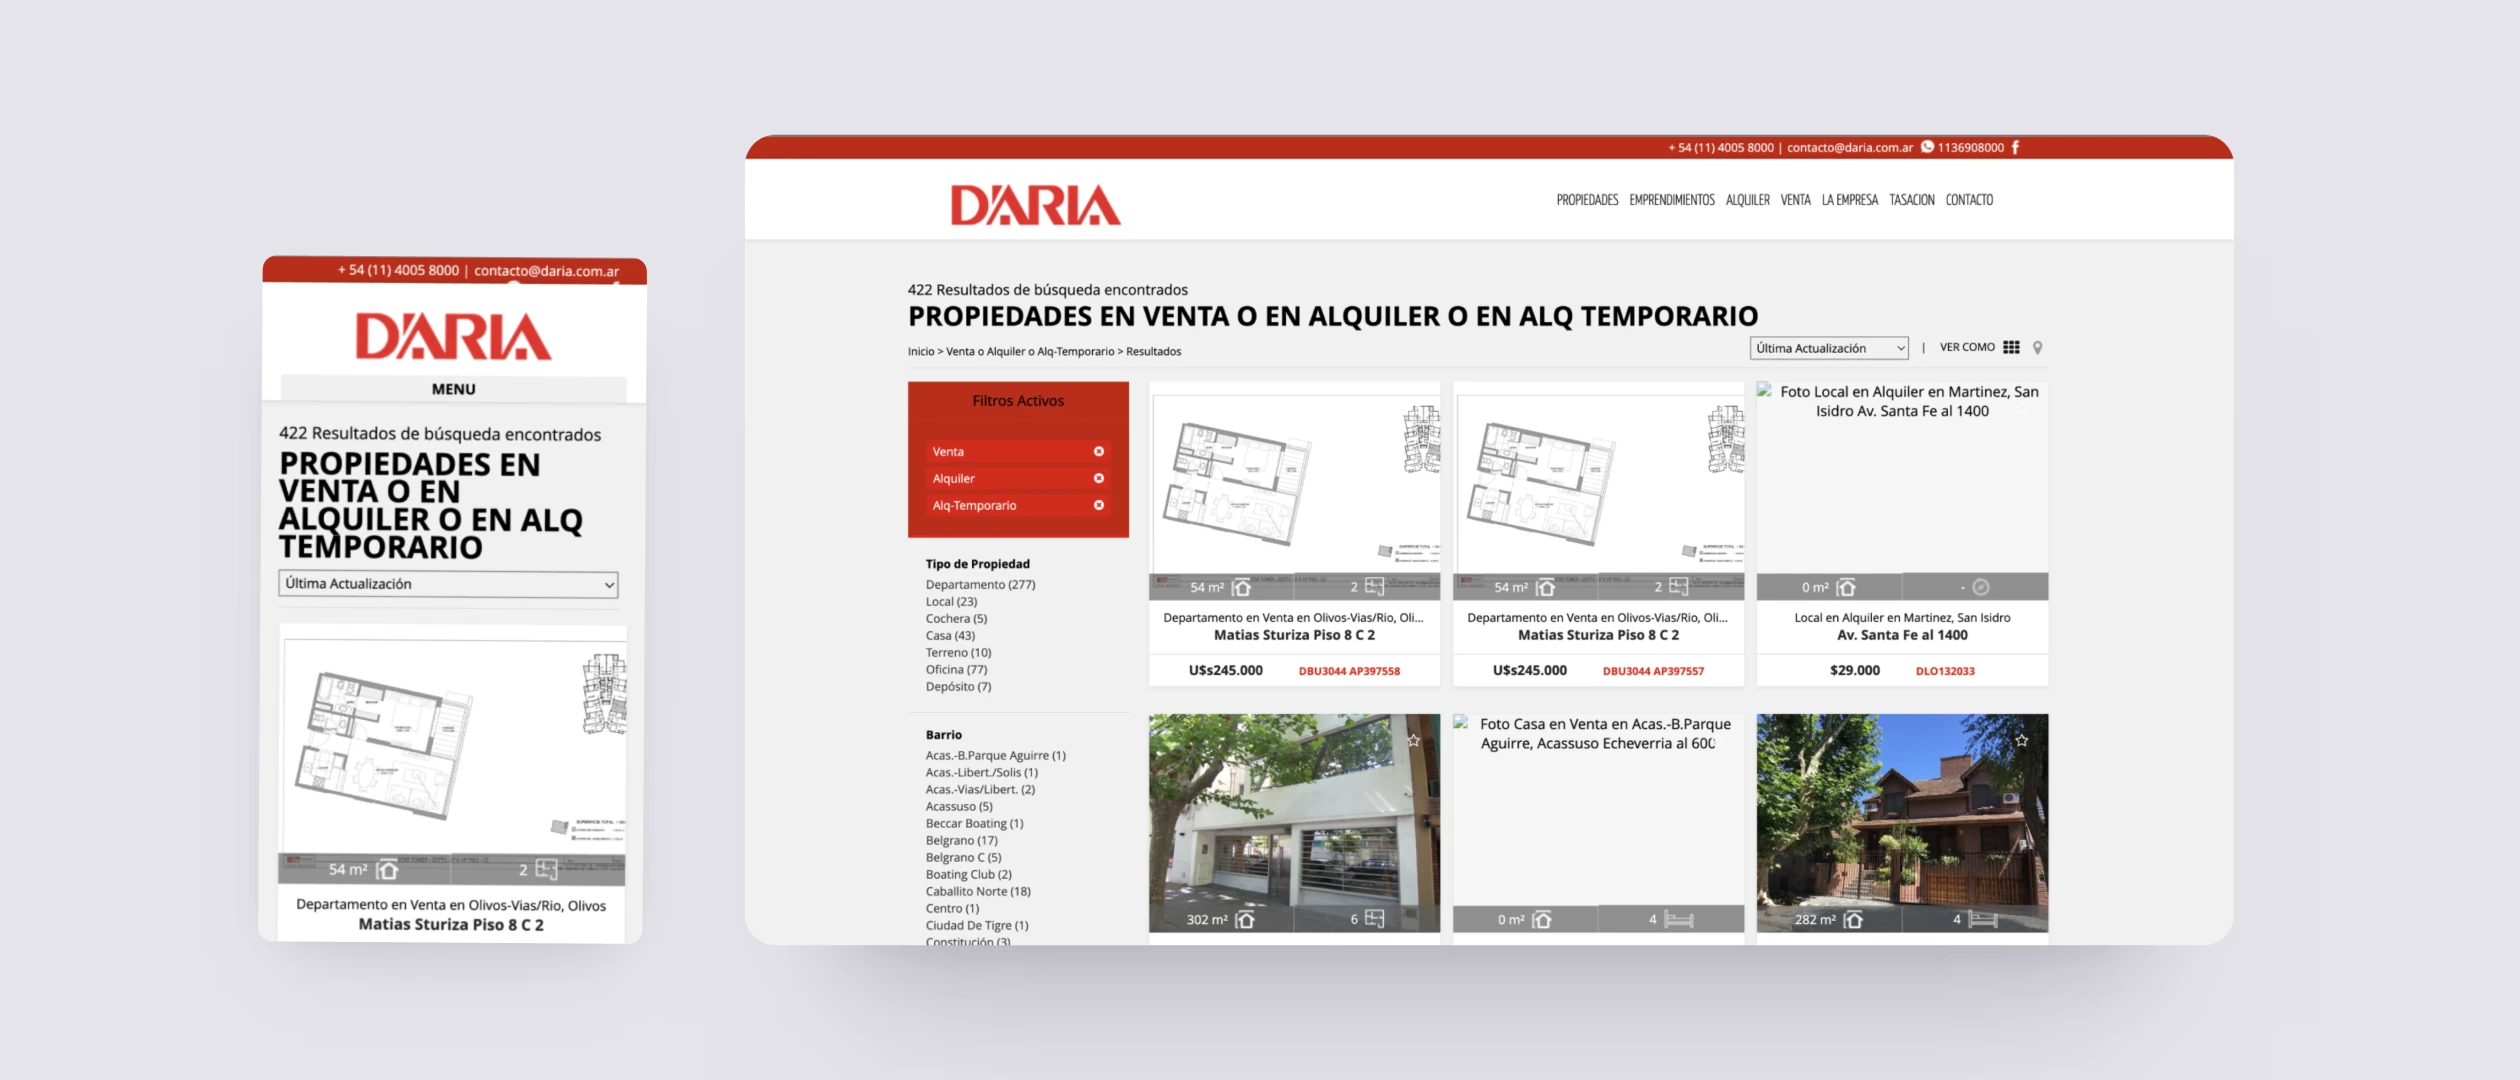 + 54 (11) 4005 8000 | contacto@daria.com.ar
D'ARIA
MENU
422 Resultados de búsqueda encontrados
PROPIEDADES EN
VENTA O EN
ALQUILER O EN ALQ
TEMPORARIO
Última Actualización
54 m² 2
Departamento en Venta en Olivos-Vias/Rio, Olivos
Matias Sturiza Piso 8 C 2
+ 54 (11) 4005 8000 | contacto@daria.com.ar 1136908000
D'ARIA
PROPIEDADES EMPRENDIMIENTOS ALQUILER VENTA LA EMPRESA TASACION CONTACTO
422 Resultados de búsqueda encontrados
PROPIEDADES EN VENTA O EN ALQUILER O EN ALQ TEMPORARIO
Inicio > Venta o Alquiler o Alq-Temporario > Resultados
Última Actualización | VER COMO
Filtros Activos
Venta
Alquiler
Alq-Temporario
Tipo de Propiedad
Departamento (277)
Local (23)
Cochera (5)
Casa (43)
Terreno (10)
Oficina (77)
Depósito (7)
Barrio
Acas.-B.Parque Aguirre (1)
Acas.-Libert./Solis (1)
Acas.-Vias/Libert. (2)
Acassuso (5)
Beccar Boating (1)
Belgrano (17)
Belgrano C (5)
Boating Club (2)
Caballito Norte (18)
Centro (1)
Ciudad De Tigre (1)
Constitución (3)
54 m² 2
Departamento en Venta en Olivos-Vias/Rio, Oli...
Matias Sturiza Piso 8 C 2
U$s245.000 DBU3044 AP397558
54 m² 2
Departamento en Venta en Olivos-Vias/Rio, Oli...
Matias Sturiza Piso 8 C 2
U$s245.000 DBU3044 AP397557
Foto Local en Alquiler en Martinez, San
Isidro Av. Santa Fe al 1400
0 m² -
Local en Alquiler en Martinez, San Isidro
Av. Santa Fe al 1400
$29.000 DLO132033
302 m² 6
Foto Casa en Venta en Acas.-B.Parque
Aguirre, Acassuso Echeverria al 600
0 m² 4
282 m² 4